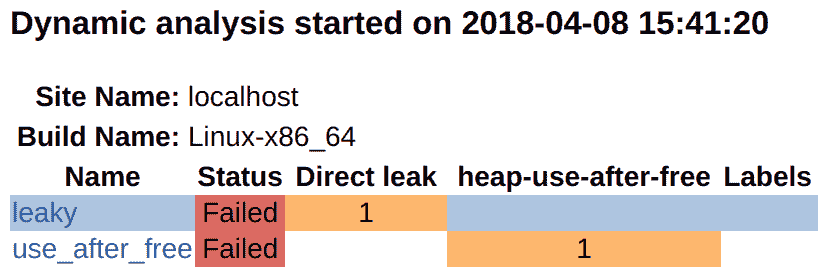 Dynamic analysis started on 2018-04-08 15:41:20
Site Name: localhost
Build Name: Linux-x86_64
Name Status Direct leak heap-use-after-free Labels
leaky Failed 1
use_after_free Failed 1